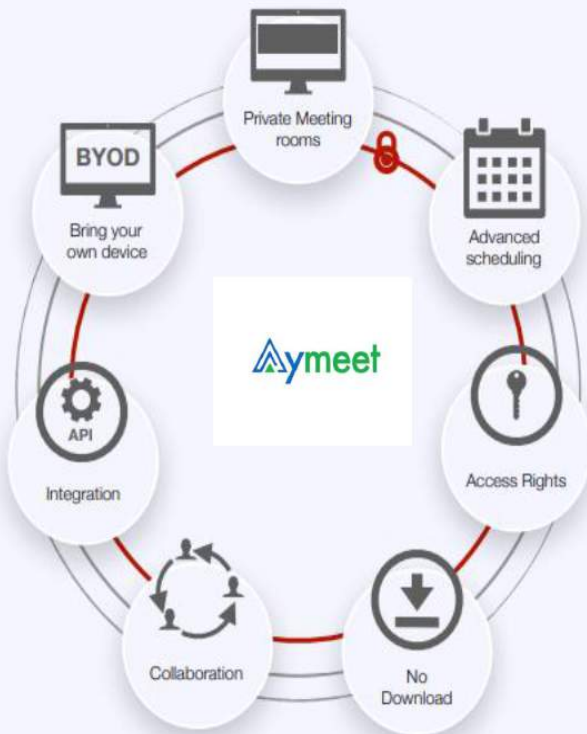 Private Meeting
rooms
BYOD
Bring your
own device
Advanced
scheduling
Aymeet
API
Integration
Access Rights
Collaboration
No
Download